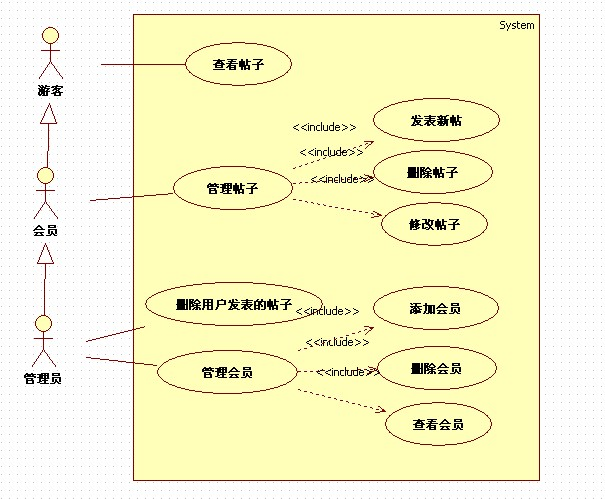 System
游客
查看帖子
<<include>>
发表新帖
<<include>>
会员
管理帖子
<<include>>
删除帖子
修改帖子
删除用户发表的帖子
<<include>>
添加会员
<<include>>
管理员
管理会员
<<include>>
删除会员
查看会员